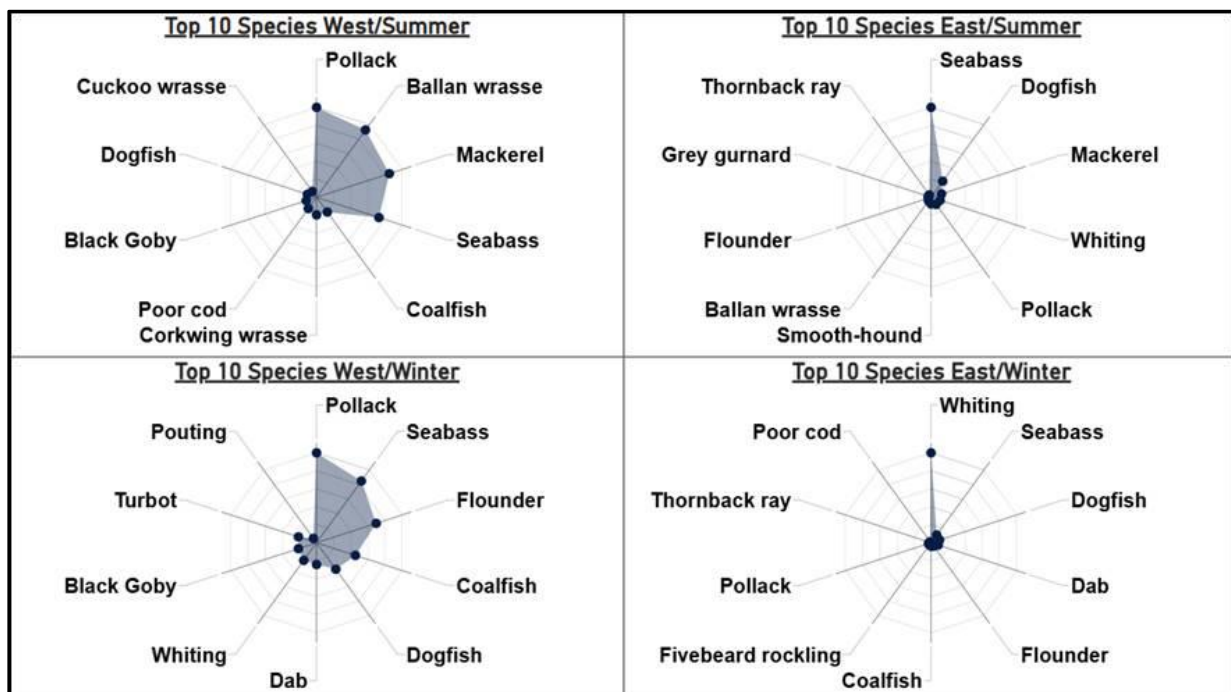 Top 10 Species West/Summer
Pollack
Ballan wrasse
Mackerel
Seabass
Coalfish
Corkwing wrasse
Poor cod
Black Goby
Dogfish
Cuckoo wrasse
Top 10 Species East/Summer
Seabass
Dogfish
Mackerel
Whiting
Pollack
Smooth-hound
Ballan wrasse
Flounder
Grey gurnard
Thornback ray
Top 10 Species West/Winter
Pollack
Seabass
Flounder
Coalfish
Dogfish
Dab
Whiting
Black Goby
Turbot
Pouting
Top 10 Species East/Winter
Whiting
Seabass
Dogfish
Dab
Flounder
Coalfish
Fivebeard rockling
Pollack
Thornback ray
Poor cod